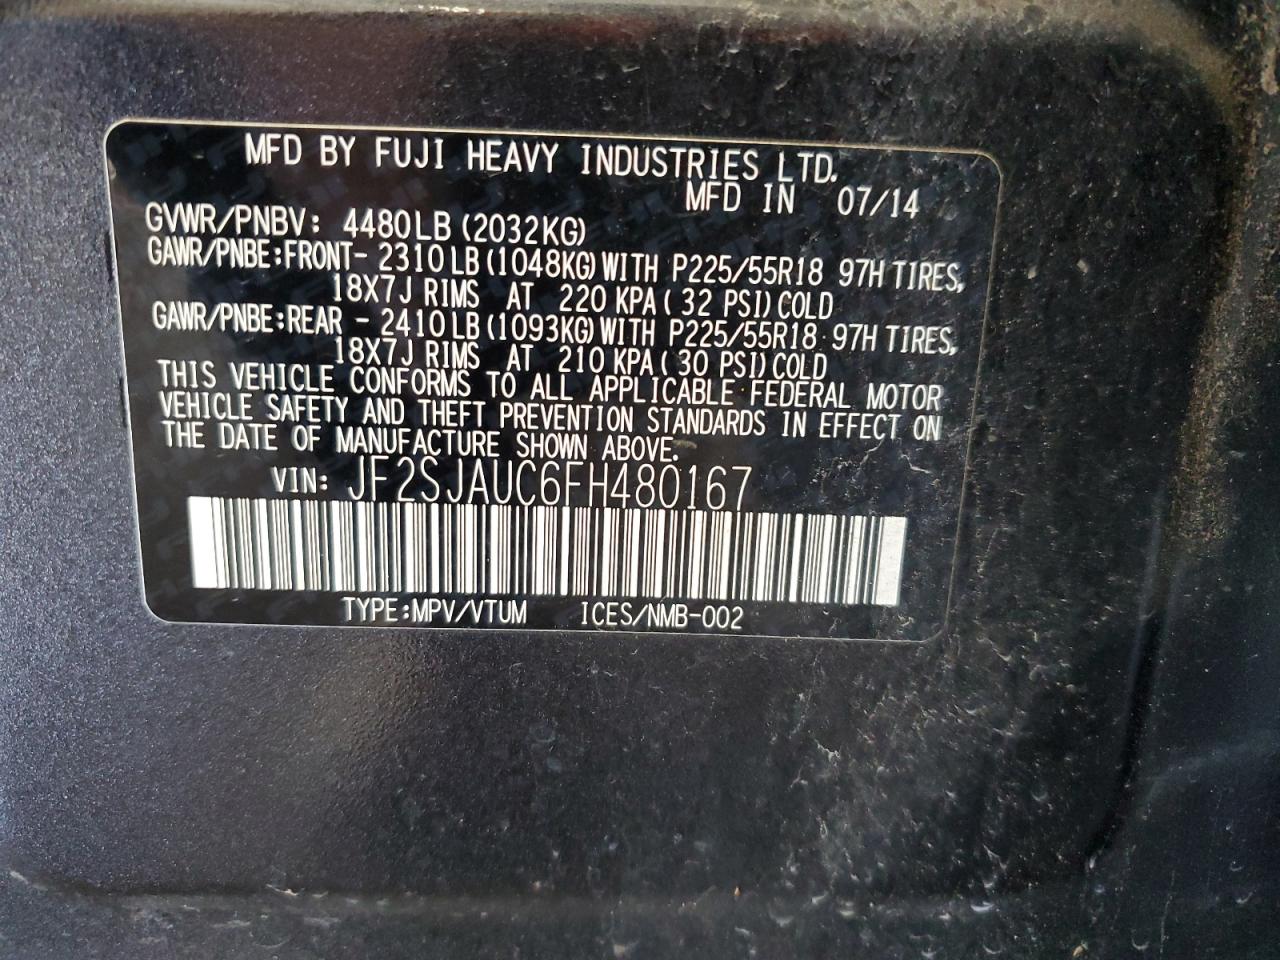 MFD BY FUJI HEAVY INDUSTRIES LTD.
MFD IN 07/14
GVWR/PNBV: 4480LB (2032KG)
GAWR/PNBE:FRONT- 2310LB (1048KG) WITH P225/55R18 97H TIRES,
18X7J RIMS AT 220 KPA ( 32 PSI) COLD
GAWR/PNBE:REAR - 2410LB (1093KG) WITH P225/55R18 97H TIRES,
18X7J RIMS AT 210 KPA ( 30 PSI) COLD
THIS VEHICLE CONFORMS TO ALL APPLICABLE FEDERAL MOTOR
VEHICLE SAFETY AND THEFT PREVENTION STANDARDS IN EFFECT ON
THE DATE OF MANUFACTURE SHOWN ABOVE.
VIN: JF2SJAUC6FH480167
TYPE:MPV/VTUM ICES/NMB-002